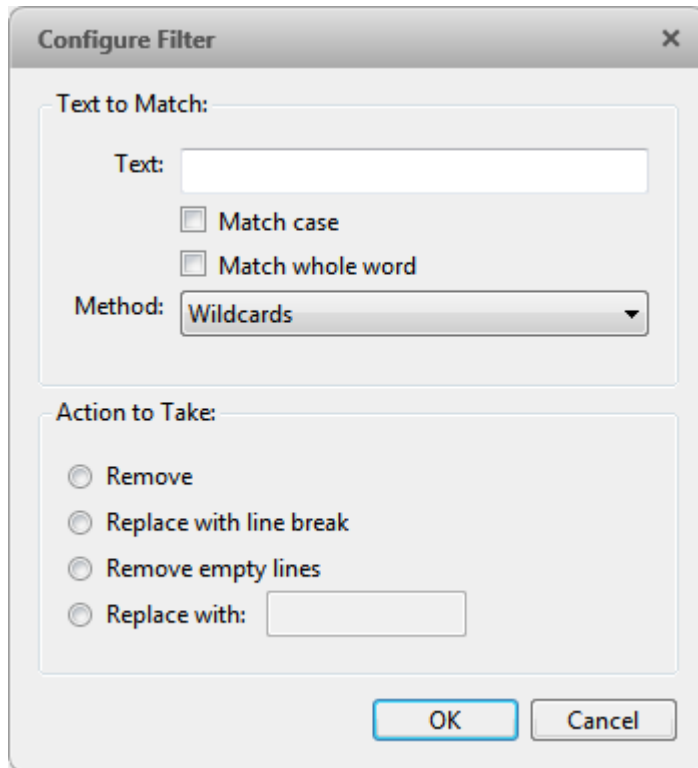 Configure Filter
Text to Match:
Text:
Match case
Match whole word
Method: Wildcards
Action to Take:
Remove
Replace with line break
Remove empty lines
Replace with:
OK Cancel